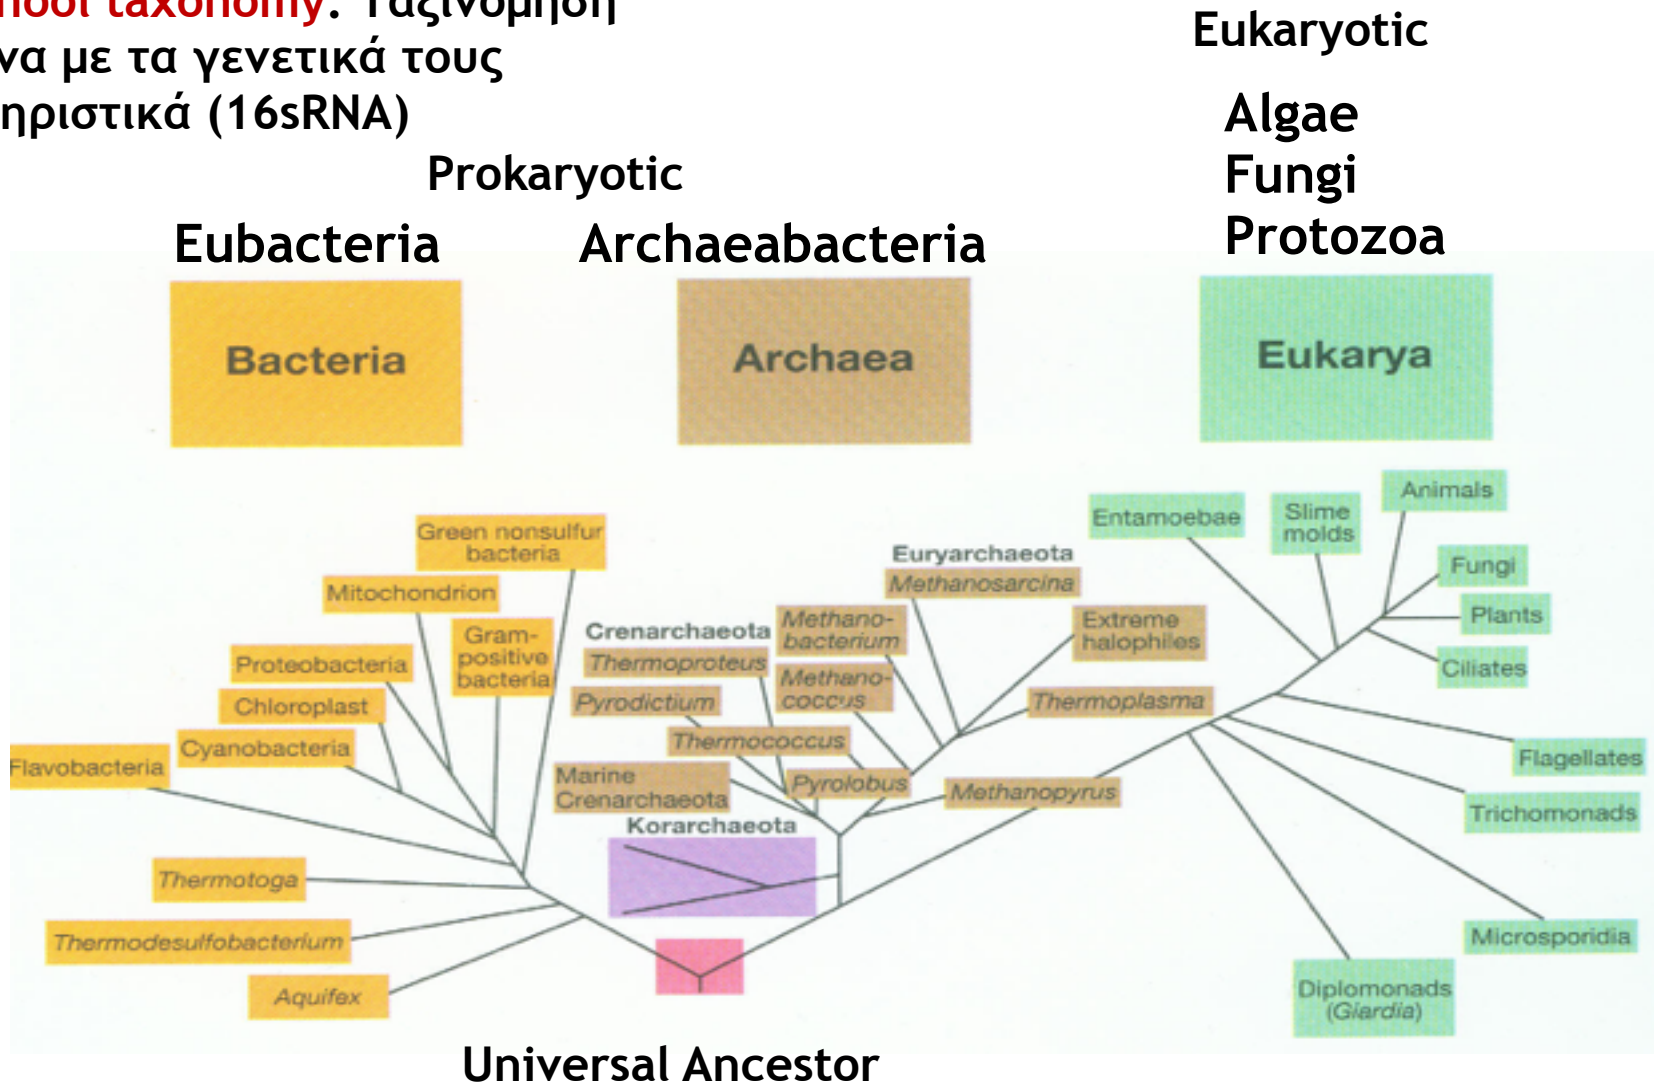 taxonomy. Ταξινόμηση
με τα γενετικά τους
(16sRNA)
Eukaryotic
Algae
Fungi
Protozoa
Prokaryotic
Eubacteria
Archaeabacteria
Bacteria
Archaea
Eukarya
Green nonsulfur
bacteria
Mitochondrion
Gram-
positive
bacteria
Proteobacteria
Chloroplast
Cyanobacteria
Flavobacteria
Thermotoga
Thermodesulfobacterium
Aquifex
Crenarchaeota
Thermoproteus
Pyrodictium
Thermococcus
Marine
Crenarchaeota
Pyrolobus
Korarchaeota
Methano-
bacterium
Methano-
coccus
Euryarchaeota
Methanosarcina
Extreme
halophiles
Thermoplasma
Methanopyrus
Entamoebae
Slime
molds
Animals
Fungi
Plants
Ciliates
Flagellates
Trichomonads
Microsporidia
Diplomonads
(Giardia)
Universal Ancestor